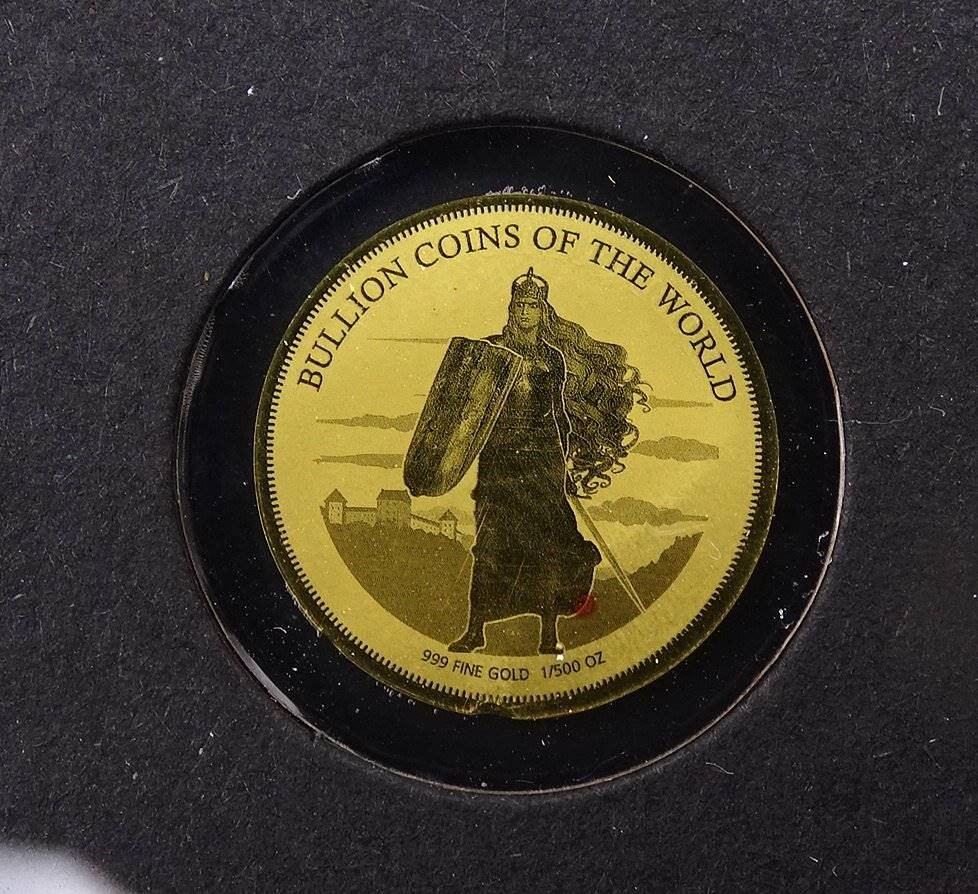 BULLION COINS OF THE WORLD
999 FINE GOLD 1/500 OZ